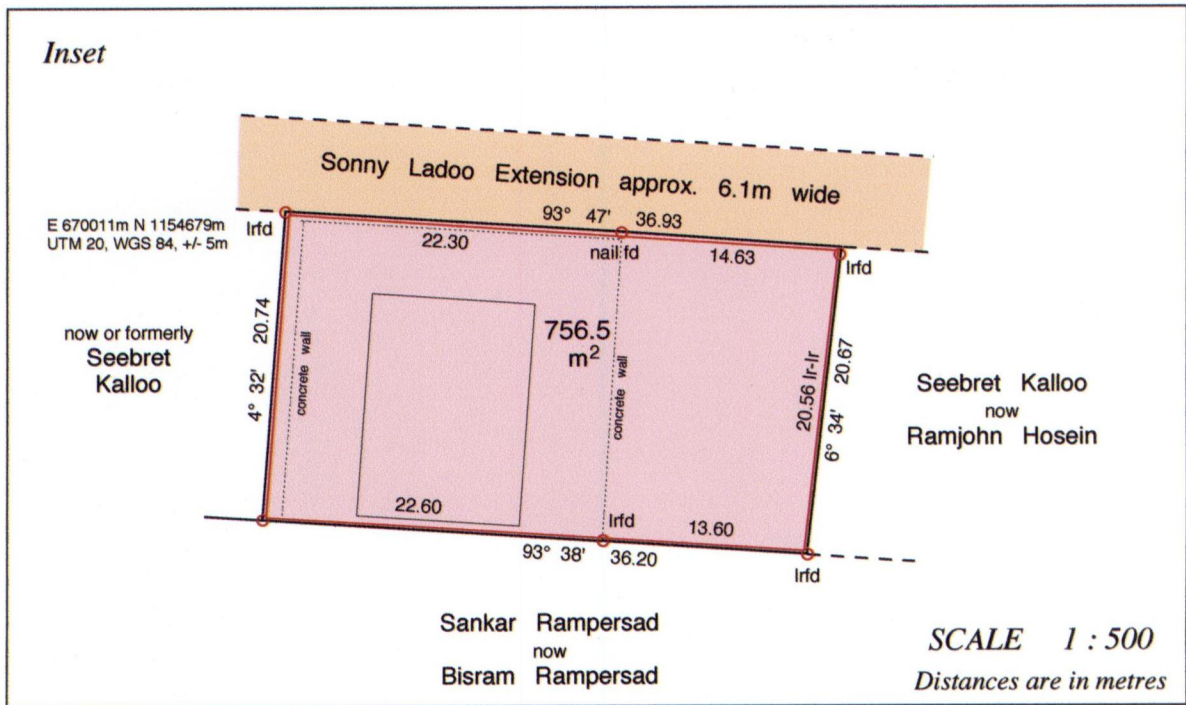 Inset
Sonny Ladoo Extension approx. 6.1m wide
E 670011m N 1154679m
UTM 20, WGS 84, +/- 5m
Irfd
93° 47' 36.93
22.30
nail fd
14.63
Irfd
now or formerly
Seebret
Kalloo
4° 32' 20.74
concrete wall
756.5
m²
concrete wall
20.56 Ir-Ir
6° 34' 20.67
Seebret Kalloo
now
Ramjohn Hosein
22.60
Irfd
13.60
93° 38' 36.20
Irfd
Sankar Rampersad
now
Bisram Rampersad
SCALE 1 : 500
Distances are in metres